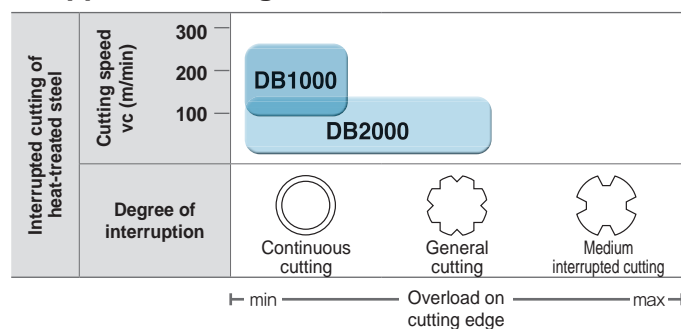 Interrupted cutting of
heat-treated steel
Cutting speed
vc (m/min)
300
200
100
DB1000
DB2000
Degree of
interruption
Continuous
cutting
General
cutting
Medium
interrupted cutting
min
Overload on
cutting edge
max